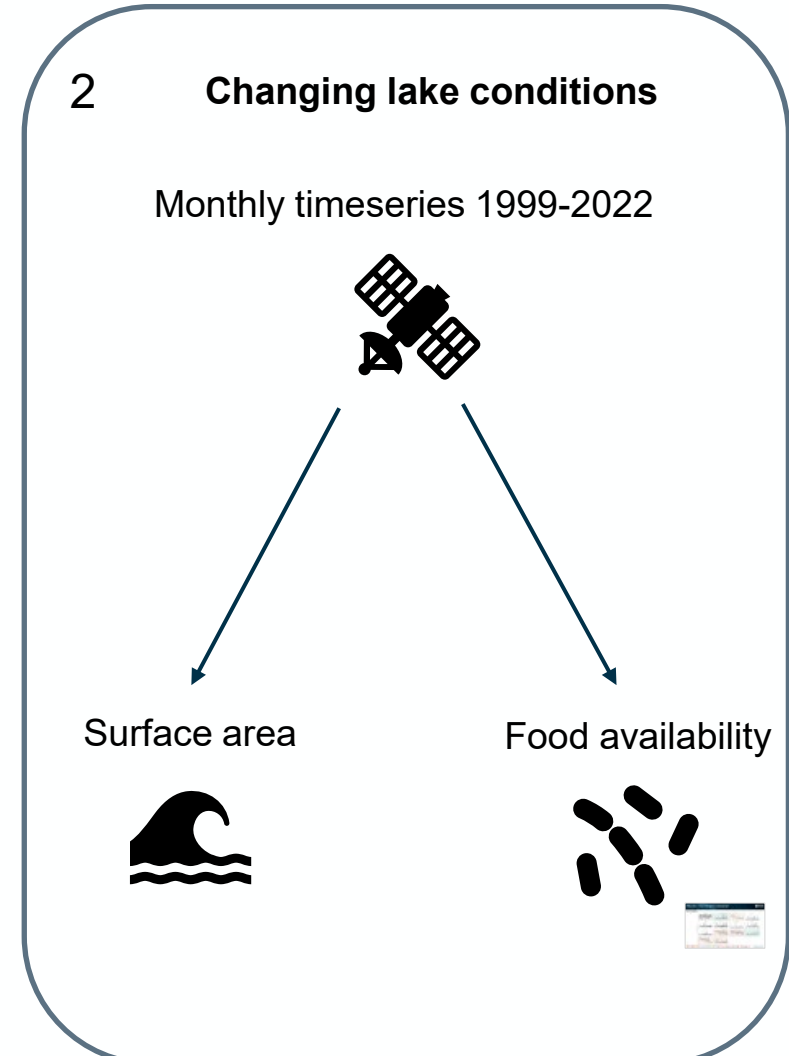 2
Changing lake conditions
Monthly timeseries 1999-2022
Surface area
Food availability